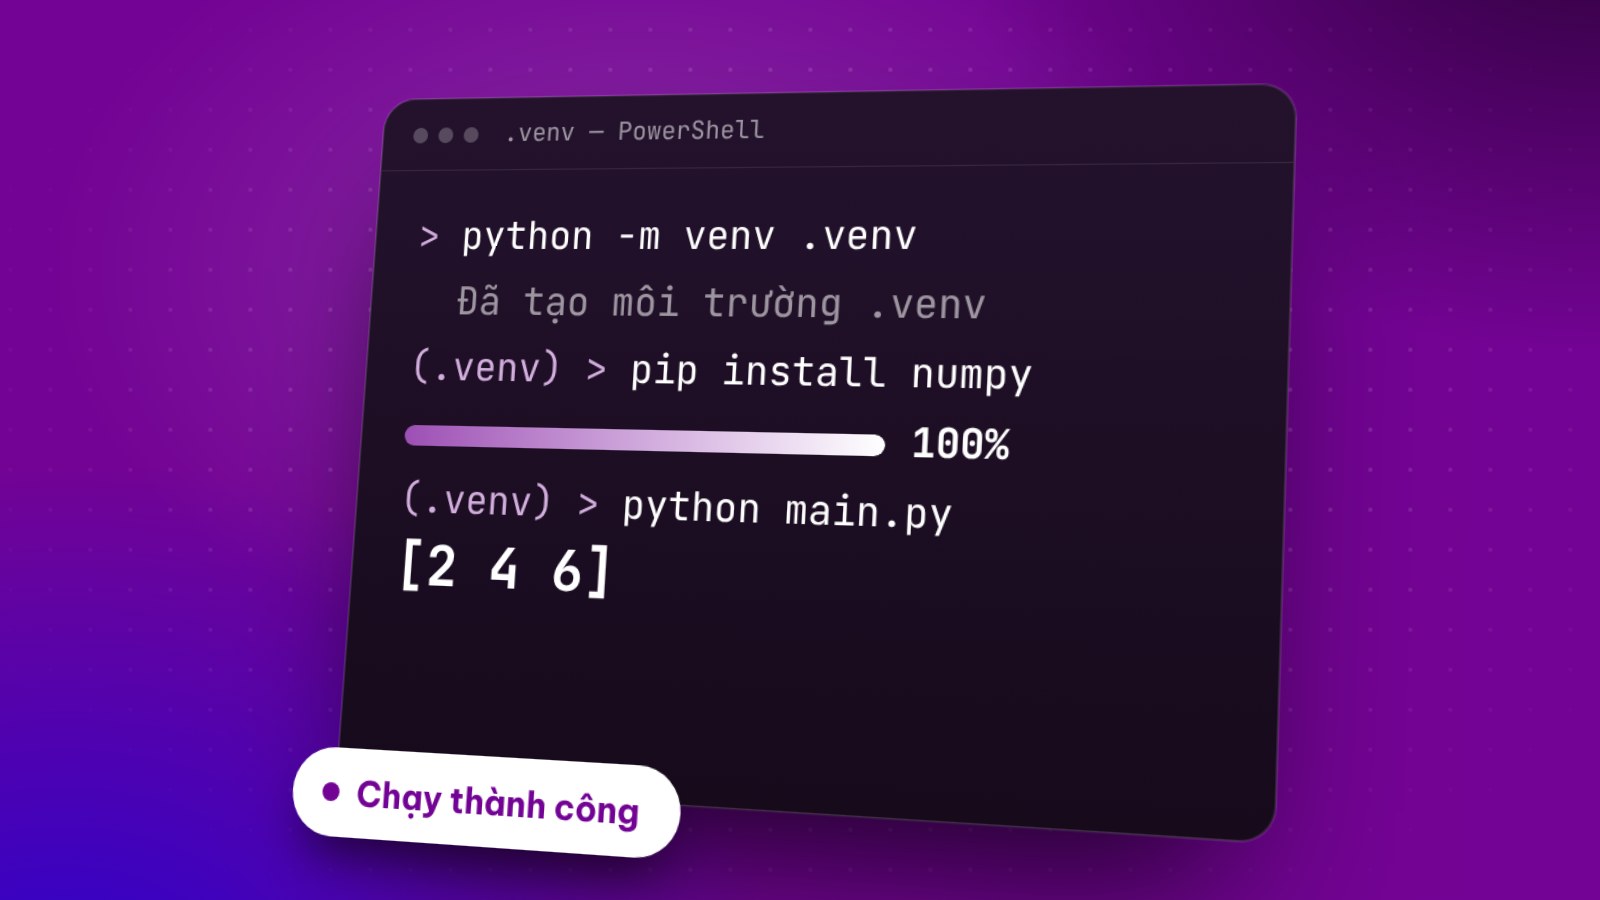 .venv — PowerShell
> python -m venv .venv
Đã tạo môi trường .venv
(.venv) > pip install numpy
100%
(.venv) > python main.py
[2 4 6]
Chạy thành công